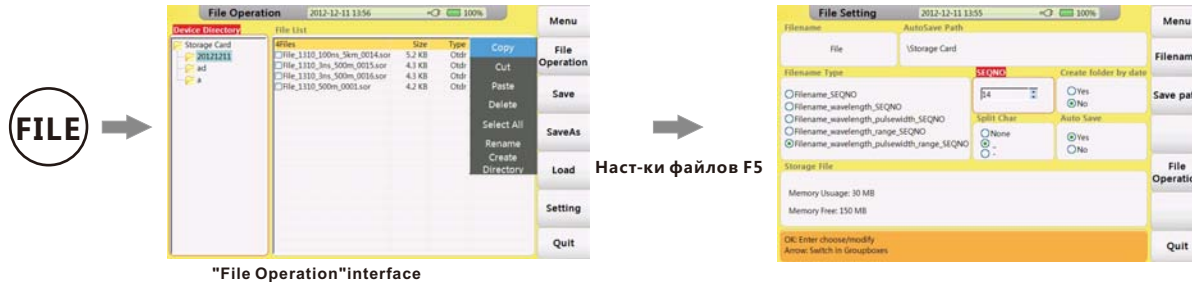 FILE
File Operation 2012-12-11 13:56 100%
Device Directory
Storage Card
20121211
ad
a
File List
4Files Size Type
File_1310_100ns_5km_0014.sor 5.2 KB Otdr
File_1310_3ns_500m_0015.sor 4.3 KB Otdr
File_1310_3ns_500m_0016.sor 4.3 KB Otdr
File_1310_500m_0001.sor 4.2 KB Otdr
Copy
Cut
Paste
Delete
Select All
Rename
Create
Directory
Menu
File
Operation
Save
SaveAs
Load
Setting
Quit
"File Operation"interface
Наст-ки файлов F5
File Setting 2012-12-11 13:55 100%
Filename
File
AutoSave Path
\Storage Card
Filename Type
Filename_SEQNO
Filename_wavelength_SEQNO
Filename_wavelength_pulsewidth_SEQNO
Filename_wavelength_range_SEQNO
Filename_wavelength_pulsewidth_range_SEQNO
SEQNO
14
Create folder by date
Yes
No
Split Char
None
_
-
Auto Save
Yes
No
Storage File
Memory Usuage: 30 MB
Memory Free: 150 MB
OK: Enter choose/modify
Arrow: Switch In Groupboxes
Menu
Filenam
Save pat
File
Operatio
Quit